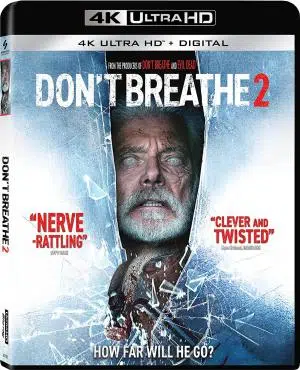 4K ULTRA HD
4K ULTRA HD™ + DIGITAL
FROM THE PRODUCERS OF DON'T BREATHE AND EVIL DEAD
DON'T BREATHE 2
"NERVE
-RATTLING"
"CLEVER AND
TWISTED"
HOW FAR WILL HE GO?
DON'T BREATHE 2